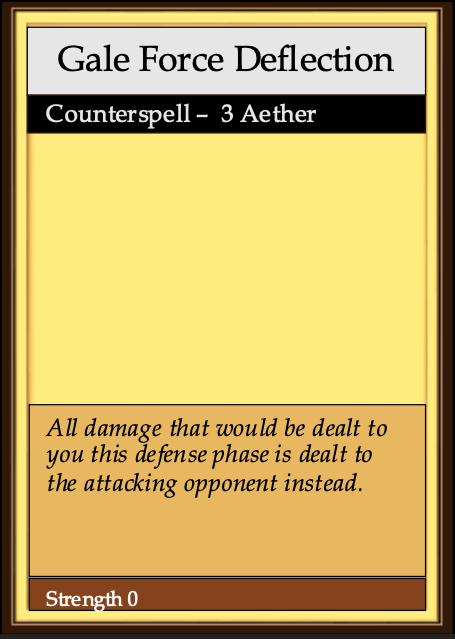 Gale Force Deflection
Counterspell – 3 Aether
All damage that would be dealt to
you this defense phase is dealt to
the attacking opponent instead.
Strength 0